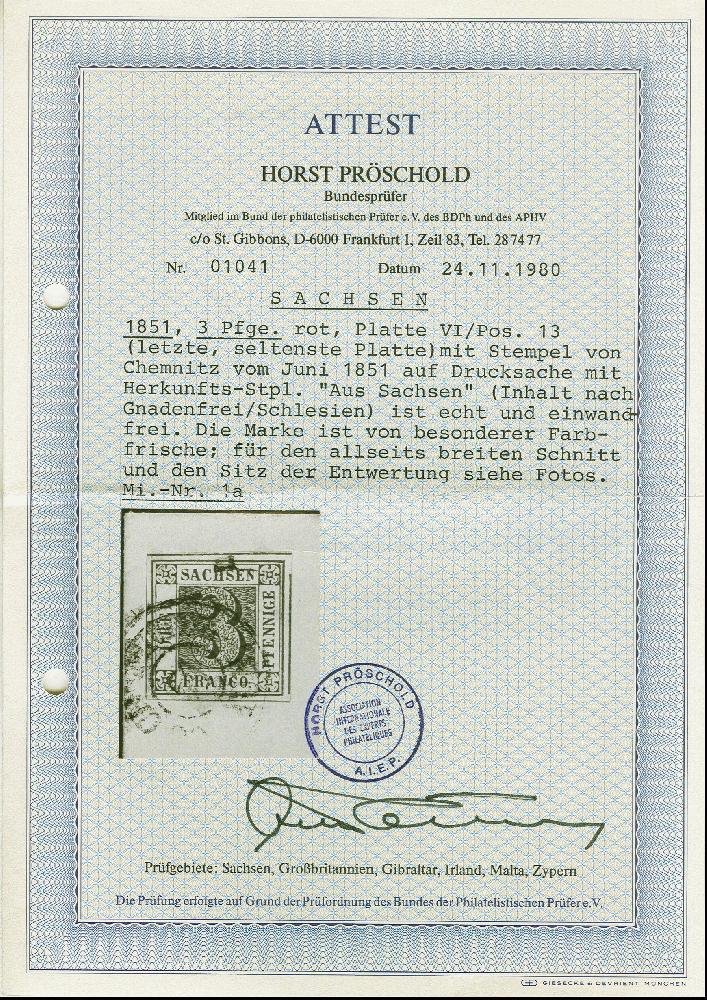 ATTEST
HORST PRÖSCHOLD
Bundesprüfer
Mitglied im Bund der philatelistischen Prüfer e. V. des BDPh und des APHV
c/o St. Gibbons, D-6000 Frankfurt 1, Zeil 83, Tel. 287477
Nr. 01041 Datum 24.11.1980
SACHSEN
1851, 3 Pfge. rot, Platte VI/Pos. 13
(letzte, seltenste Platte)mit Stempel von
Chemnitz vom Juni 1851 auf Drucksache mit
Herkunfts-Stpl. "Aus Sachsen" (Inhalt nach
Gnadenfrei/Schlesien) ist echt und einwand-
frei. Die Marke ist von besonderer Farb-
frische; für den allseits breiten Schnitt
und den Sitz der Entwertung siehe Fotos.
Mi.-Nr. 1a
SACHSEN
3
PFENNIGE
FRANCO
HORST PRÖSCHOLD
ASSOCIATION
INTERNATIONALE
DES EXPERTS
PHILATELIQUES
A.I.E.P.
Prüfgebiete: Sachsen, Großbritannien, Gibraltar, Irland, Malta, Zypern
Die Prüfung erfolgte auf Grund der Prüfordnung des Bundes der Philatelistischen Prüfer e.V.
GIESECKE & DEVRIENT MÜNCHEN